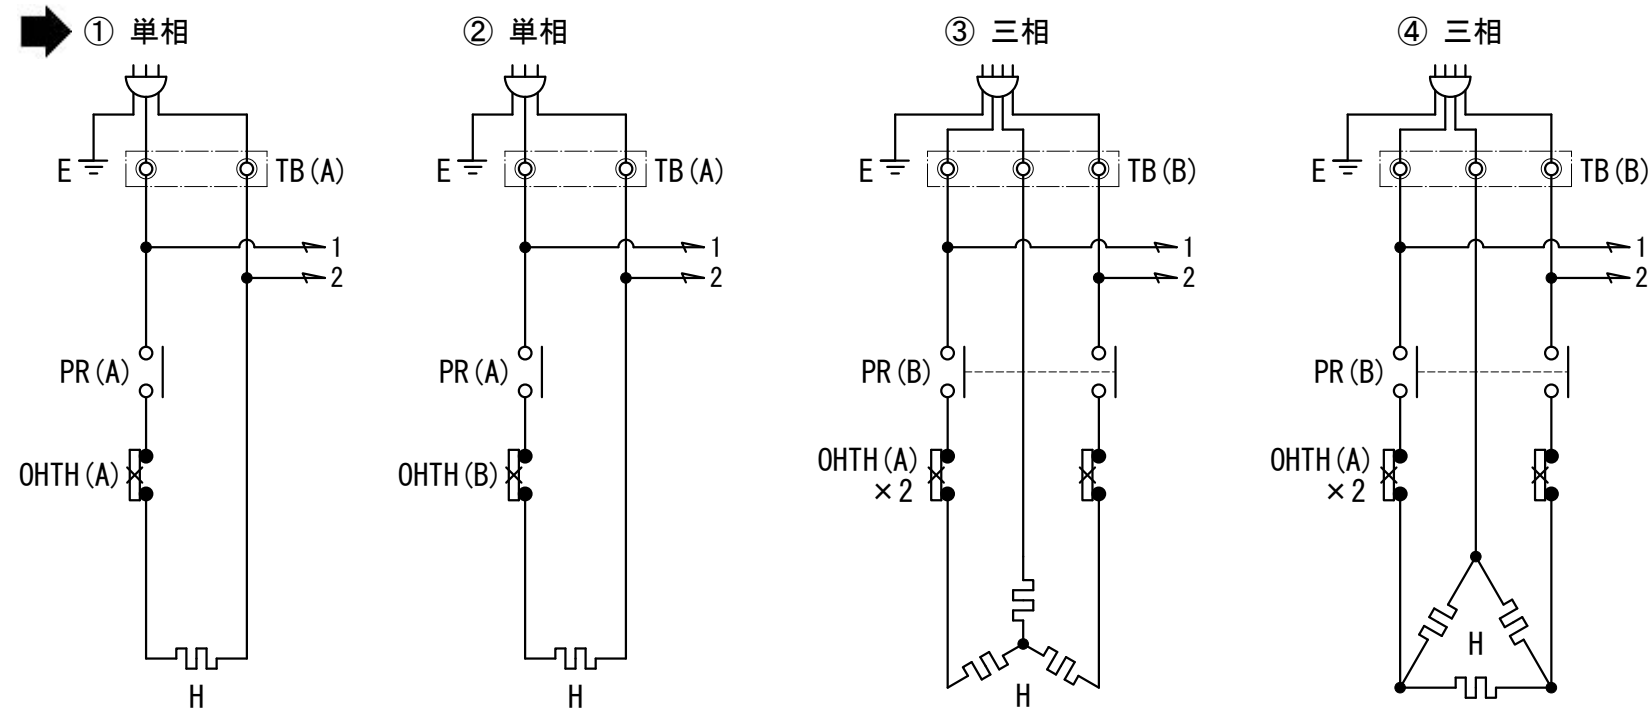 ① 単相
E
TB(A)
1
2
PR(A)
OHTH(A)
H
② 単相
E
TB(A)
1
2
PR(A)
OHTH(B)
H
③ 三相
E
TB(B)
1
2
PR(B)
OHTH(A)
×2
H
④ 三相
E
TB(B)
1
2
PR(B)
OHTH(A)
×2
H